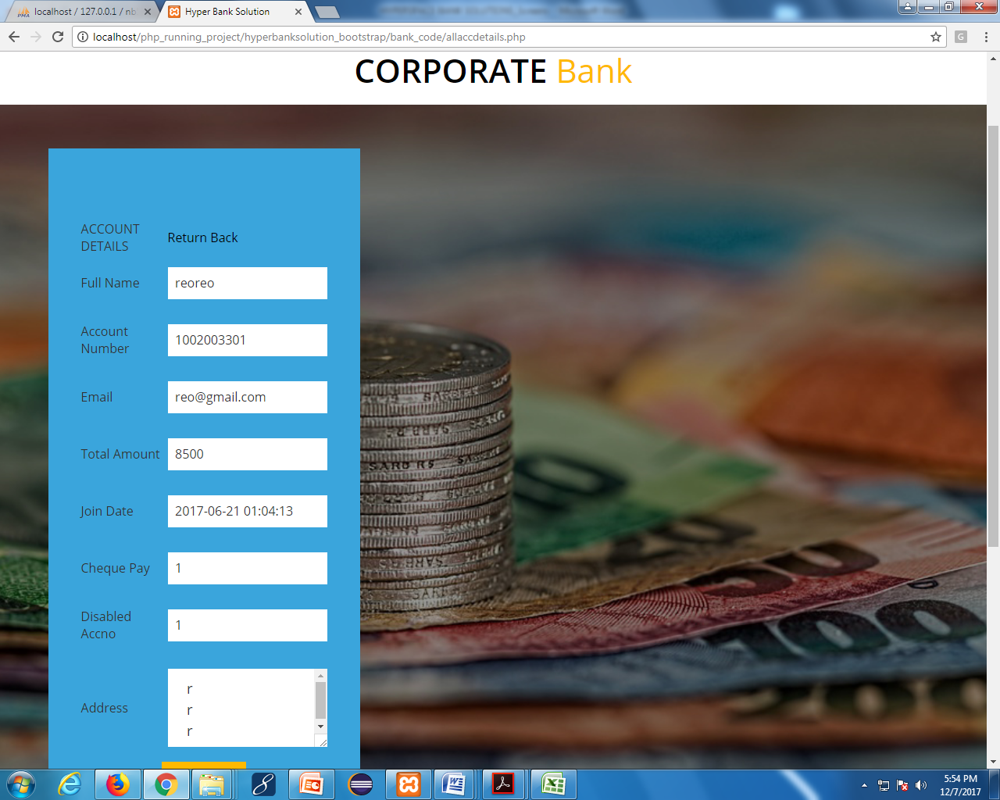 localhost / 127.0.0.1 / nb
Hyper Bank Solution
localhost/php_running_project/hyperbanksolution_bootstrap/bank_code/allaccdetails.php
G
CORPORATE Bank
ACCOUNT
DETAILS
Return Back
Full Name
reoreo
Account
Number
1002003301
Email
reo@gmail.com
Total Amount
8500
Join Date
2017-06-21 01:04:13
Cheque Pay
1
Disabled
Accno
1
Address
r
r
r
5:54 PM
12/7/2017